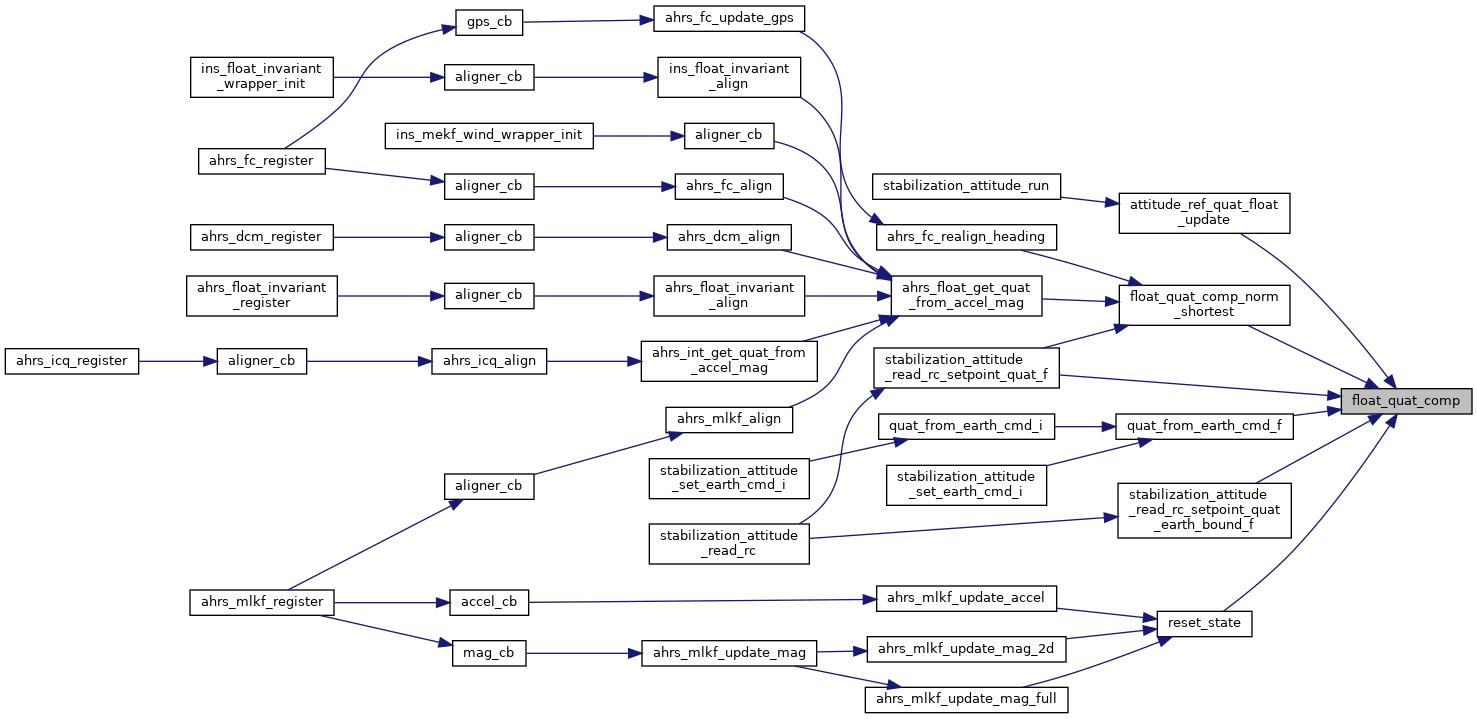 gps_cb
ahrs_fc_update_gps
ins_float_invariant
_wrapper_init
aligner_cb
ins_float_invariant
_align
ins_mekf_wind_wrapper_init
aligner_cb
ahrs_fc_register
aligner_cb
ahrs_fc_align
stabilization_attitude_run
attitude_ref_quat_float
_update
ahrs_dcm_register
aligner_cb
ahrs_dcm_align
ahrs_fc_realign_heading
ahrs_float_invariant
_register
aligner_cb
ahrs_float_invariant
_align
ahrs_float_get_quat
_from_accel_mag
float_quat_comp_norm
_shortest
ahrs_icq_register
aligner_cb
ahrs_icq_align
ahrs_int_get_quat_from
_accel_mag
stabilization_attitude
_read_rc_setpoint_quat_f
float_quat_comp
ahrs_mlkf_align
quat_from_earth_cmd_i
quat_from_earth_cmd_f
aligner_cb
stabilization_attitude
_set_earth_cmd_i
stabilization_attitude
_set_earth_cmd_i
stabilization_attitude
_read_rc_setpoint_quat
_earth_bound_f
stabilization_attitude
_read_rc
ahrs_mlkf_register
accel_cb
ahrs_mlkf_update_accel
reset_state
mag_cb
ahrs_mlkf_update_mag
ahrs_mlkf_update_mag_2d
ahrs_mlkf_update_mag_full